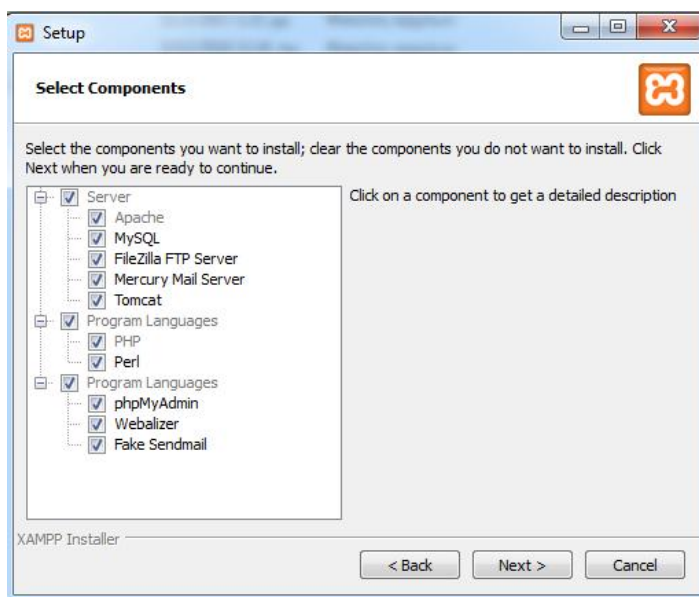 Setup
Select Components
Select the components you want to install; clear the components you do not want to install. Click
Next when you are ready to continue.
Server
Apache
MySQL
FileZilla FTP Server
Mercury Mail Server
Tomcat
Program Languages
PHP
Perl
Program Languages
phpMyAdmin
Webalizer
Fake Sendmail
Click on a component to get a detailed description
XAMPP Installer
< Back
Next >
Cancel